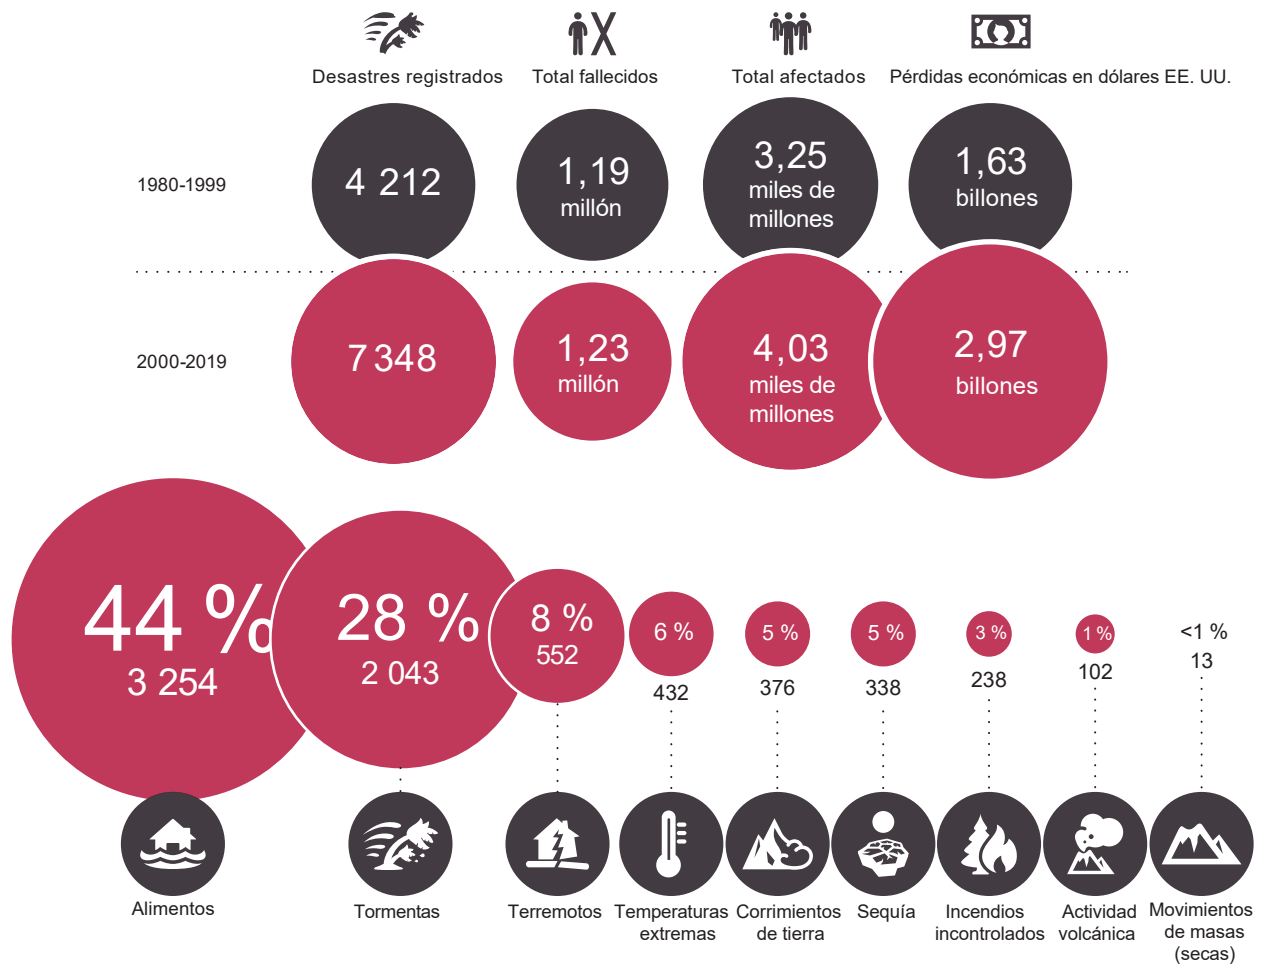 Desastres registrados
Total fallecidos
Total afectados
Pérdidas económicas en dólares EE. UU.
1980-1999
4 212
1,19
millón
3,25
miles de
millones
1,63
billones
2000-2019
7 348
1,23
millón
4,03
miles de
millones
2,97
billones
44 %
3 254
28 %
2 043
8 %
552
6 %
432
5 %
376
5 %
338
3 %
238
1 %
102
<1 %
13
Alimentos
Tormentas
Terremotos
Temperaturas
extremas
Corrimientos
de tierra
Sequía
Incendios
incontrolados
Actividad
volcánica
Movimientos
de masas
(secas)